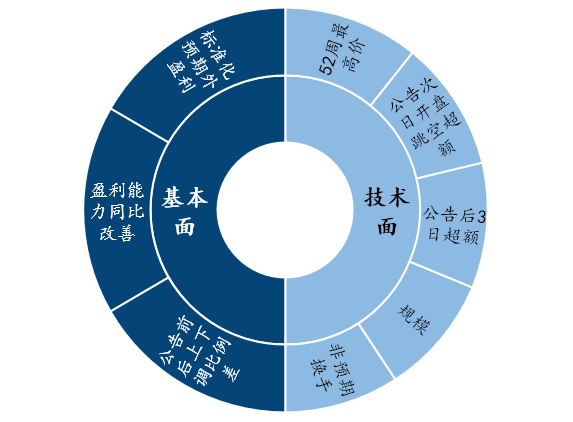 标准化
预期外
盈利
52周最
高价
公告次
日开盘
跳空超
额
盈利能
力同比
改善
基本
面
技术
面
公告后3
日超额
公告前
后上下
调比例
差
非预期
换手
规模